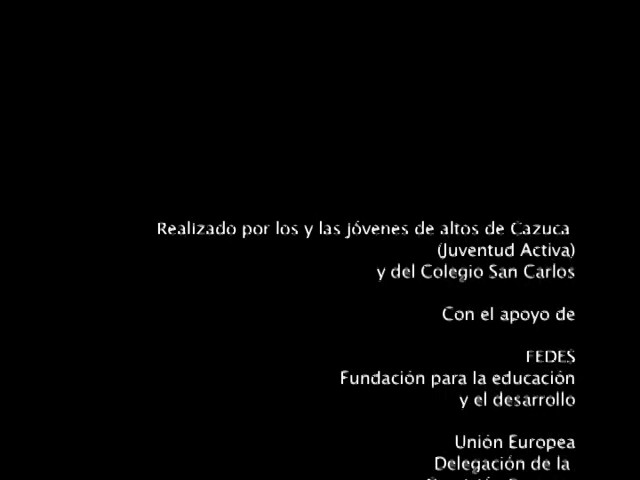 Realizado por los y las jóvenes de altos de Cazuca
(Juventud Activa)
y del Colegio San Carlos
Con el apoyo de
FEDES
Fundación para la educación
y el desarrollo
Unión Europea
Delegación de la